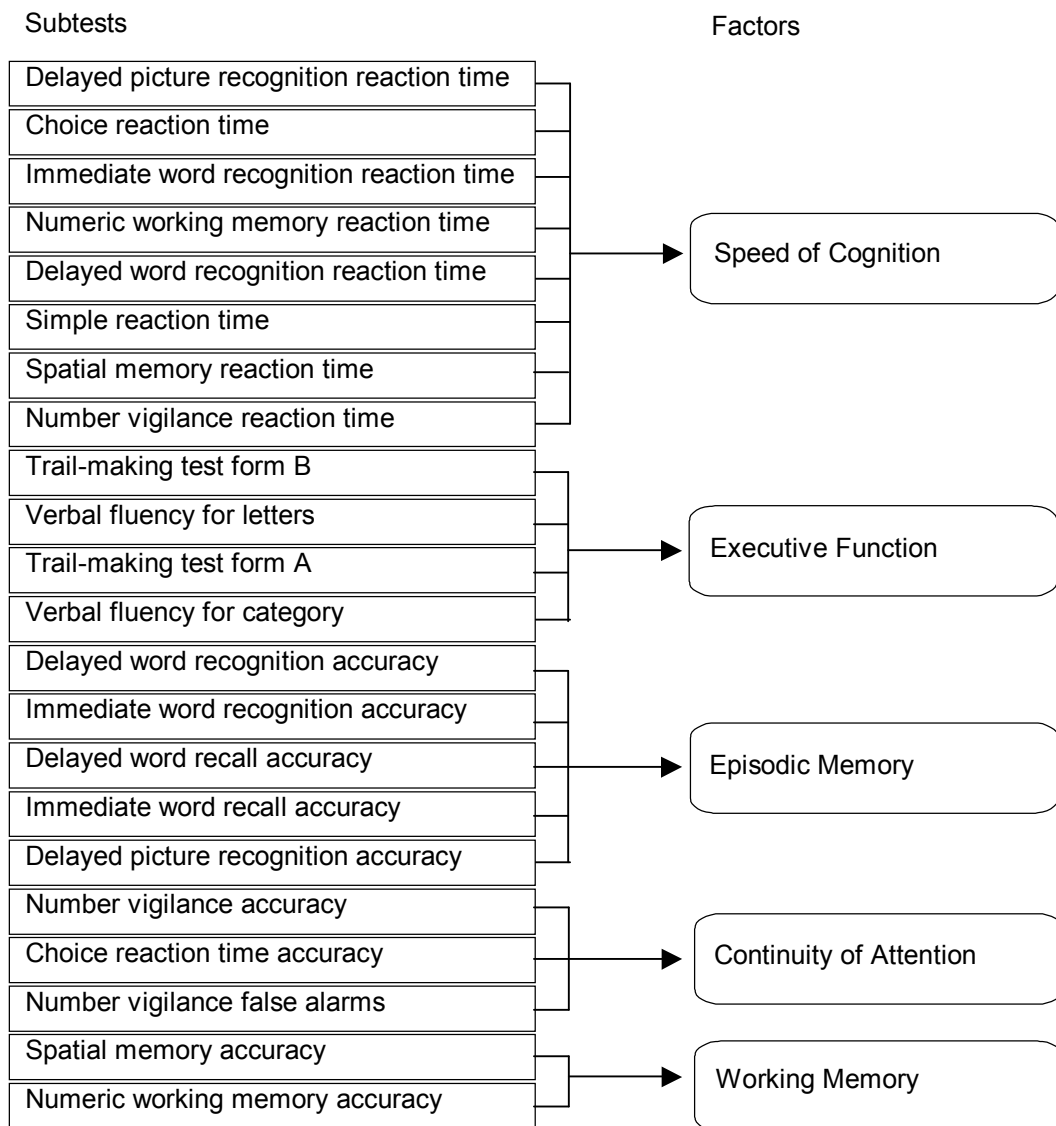 Subtests
Factors
Delayed picture recognition reaction time
Choice reaction time
Immediate word recognition reaction time
Numeric working memory reaction time
Delayed word recognition reaction time
Simple reaction time
Spatial memory reaction time
Number vigilance reaction time
Speed of Cognition
Trail-making test form B
Verbal fluency for letters
Trail-making test form A
Verbal fluency for category
Executive Function
Delayed word recognition accuracy
Immediate word recognition accuracy
Delayed word recall accuracy
Immediate word recall accuracy
Delayed picture recognition accuracy
Episodic Memory
Number vigilance accuracy
Choice reaction time accuracy
Number vigilance false alarms
Continuity of Attention
Spatial memory accuracy
Numeric working memory accuracy
Working Memory